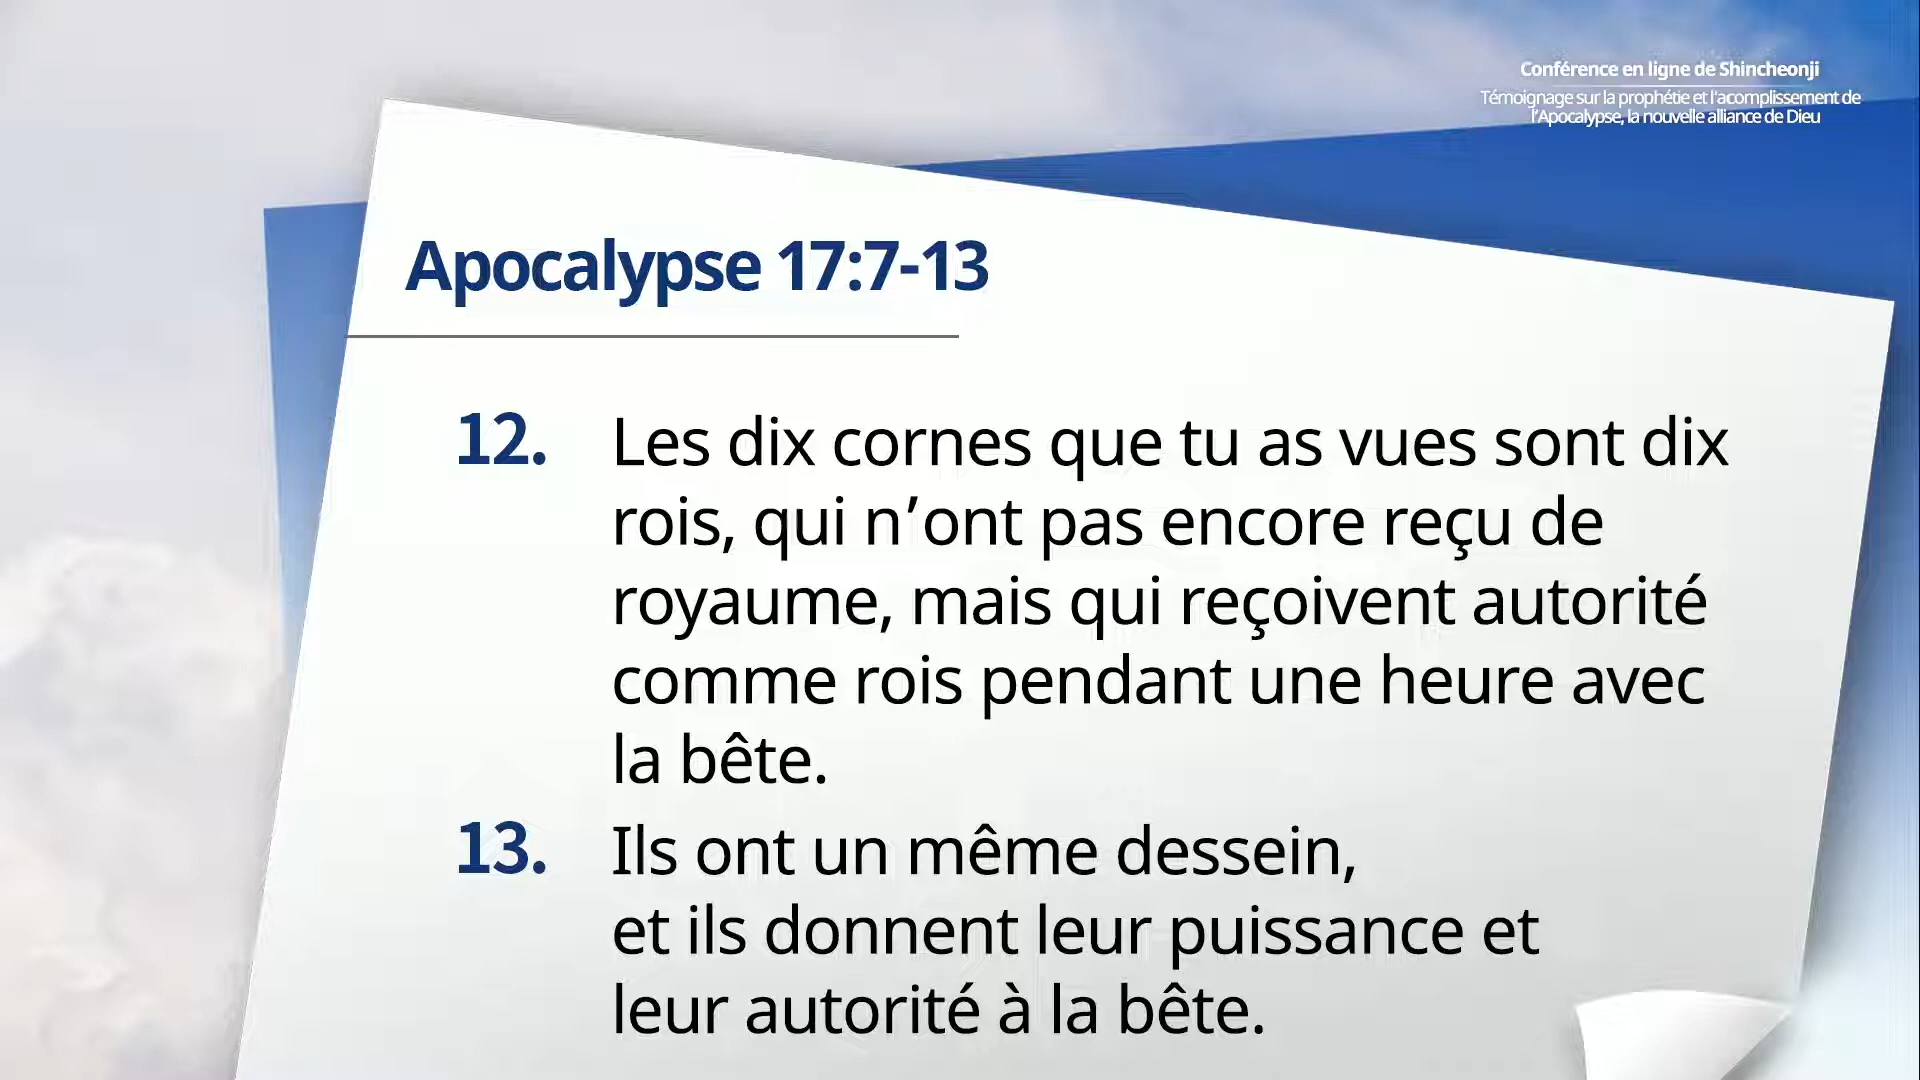 Conférence en ligne de Shincheonji
Témoignage sur la prophétie et l'acomplissement de
l'Apocalypse, la nouvelle alliance de Dieu
Apocalypse 17:7-13
12. Les dix cornes que tu as vues sont dix
rois, qui n’ont pas encore reçu de
royaume, mais qui reçoivent autorité
comme rois pendant une heure avec
la bête.
13. Ils ont un même dessein,
et ils donnent leur puissance et
leur autorité à la bête.